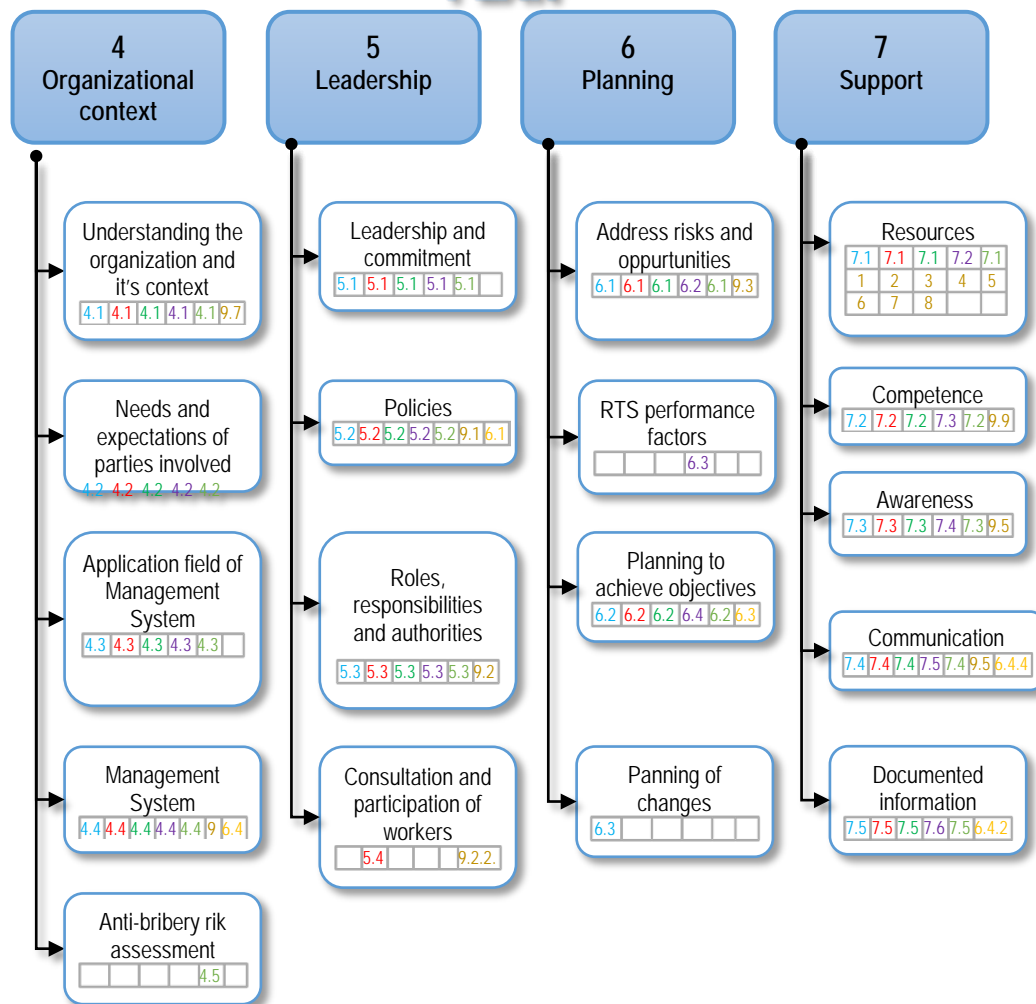 4
Organizational
context
Understanding the
organization and
it's context
4.1 4.1 4.1 4.1 4.1 9.7
Needs and
expectations of
parties involved
4.2 4.2 4.2 4.2 4.2
Application field of
Management
System
4.3 4.3 4.3 4.3 4.3
Management
System
4.4 4.4 4.4 4.4 4.4 9 6.4
Anti-bribery rik
assessment
4.5
5
Leadership
Leadership and
commitment
5.1 5.1 5.1 5.1 5.1
Policies
5.2 5.2 5.2 5.2 5.2 9.1 6.1
Roles,
responsibilities
and authorities
5.3 5.3 5.3 5.3 5.3 9.2
Consultation and
participation of
workers
5.4 9.2.2.
6
Planning
Address risks and
oppurtunities
6.1 6.1 6.1 6.2 6.1 9.3
RTS performance
factors
6.3
Planning to
achieve objectives
6.2 6.2 6.2 6.4 6.2 6.3
Panning of
changes
6.3
7
Support
Resources
7.1 7.1 7.1 7.2 7.1
1 2 3 4 5
6 7 8
Competence
7.2 7.2 7.2 7.3 7.2 9.9
Awareness
7.3 7.3 7.3 7.4 7.3 9.5
Communication
7.4 7.4 7.4 7.5 7.4 9.5 6.4.4
Documented
information
7.5 7.5 7.5 7.6 7.5 6.4.2